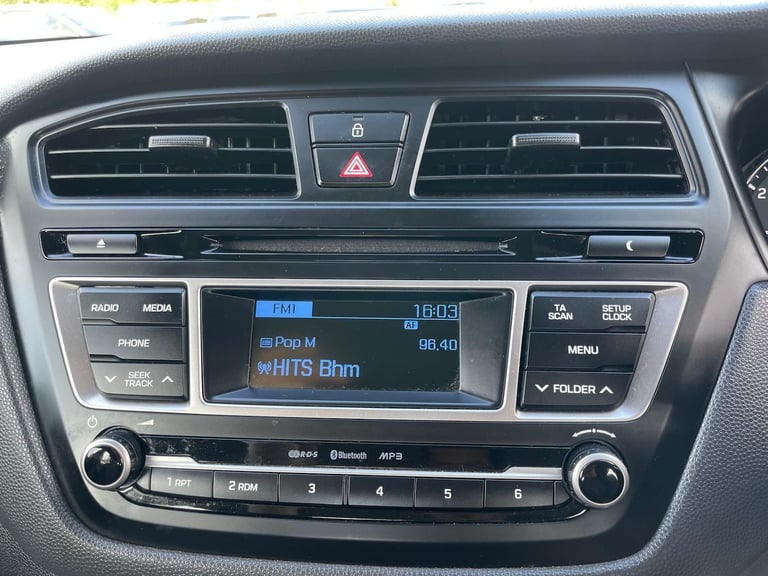 FM1 16:03
AF
Pop M 96.40
HITS Bhm
RADIO MEDIA
PHONE
SEEK
TRACK
TA
SCAN
SETUP
CLOCK
MENU
FOLDER
R·D·S Bluetooth MP3
1 RPT 2 RDM 3 4 5 6
2